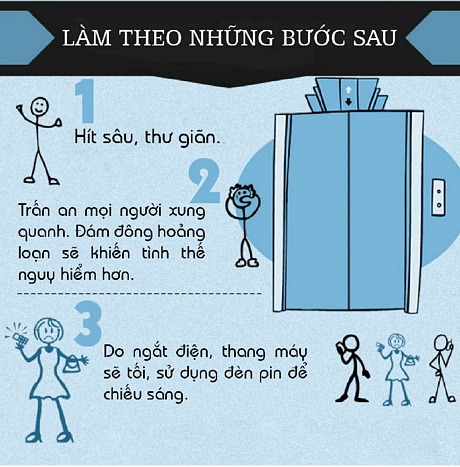 LÀM THEO NHỮNG BƯỚC SAU
1
Hít sâu, thư giãn.
2
Trấn an mọi người xung
quanh. Đám đông hoảng
loạn sẽ khiến tình thế
nguy hiểm hơn.
3
Do ngắt điện, thang máy
sẽ tối, sử dụng đèn pin để
chiếu sáng.